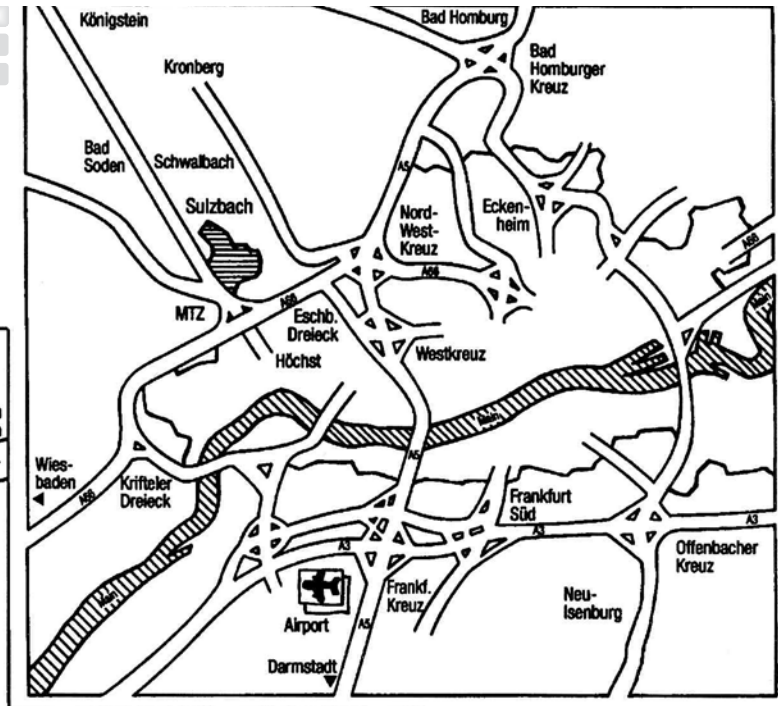 Königstein
Bad Homburg
Bad
Homburger
Kreuz
Kronberg
Bad
Soden
Schwalbach
A5
Sulzbach
Nord-
West-
Kreuz
Ecken-
heim
A66
A66
MTZ
A66
Eschb.
Dreieck
Main
Höchst
Westkreuz
Main
A5
Wies-
baden
A66
Krifteler
Dreieck
Frankfurt
Süd
A3
A3
A3
Offenbacher
Kreuz
Main
Frankf.
Kreuz
Neu-
Isenburg
Airport
A5
Darmstadt